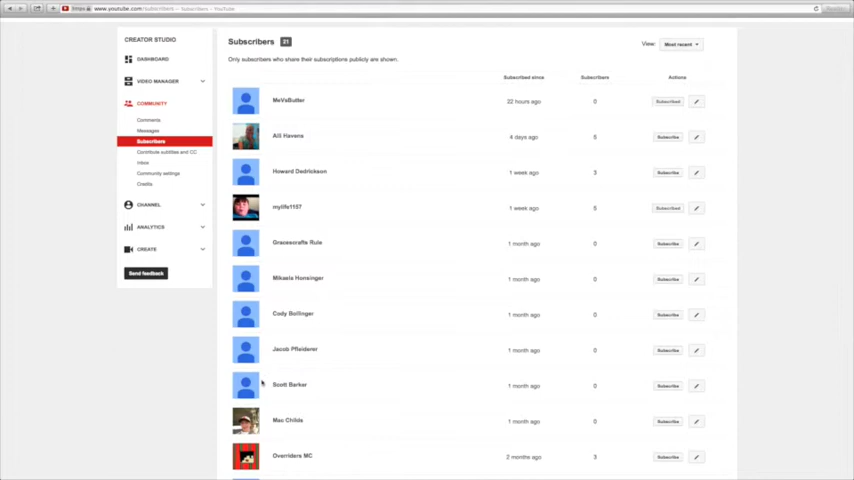 www.youtube.com
Subscribers - YouTube
CREATOR STUDIO
DASHBOARD
VIDEO MANAGER
COMMUNITY
Comments
Messages
Subscribers
Contribute subtitles and CC
Inbox
Community settings
Credits
CHANNEL
ANALYTICS
CREATE
Send feedback
Subscribers 21
View: Most recent
Only subscribers who share their subscriptions publicly are shown.
Subscribed since Subscribers Actions
MeVsButler 22 hours ago 0 Subscribed
Alli Havens 4 days ago 5 Subscribe
Howard Dedrickson 1 week ago 3 Subscribe
mylife1157 1 week ago 5 Subscribed
Gracescrafts Rule 1 month ago 0 Subscribe
Mikaela Honsinger 1 month ago 0 Subscribe
Cody Bollinger 1 month ago 0 Subscribe
Jacob Pfleiderer 1 month ago 0 Subscribe
Scott Barker 1 month ago 0 Subscribe
Mac Childs 1 month ago 0 Subscribe
Overriders MC 2 months ago 3 Subscribe